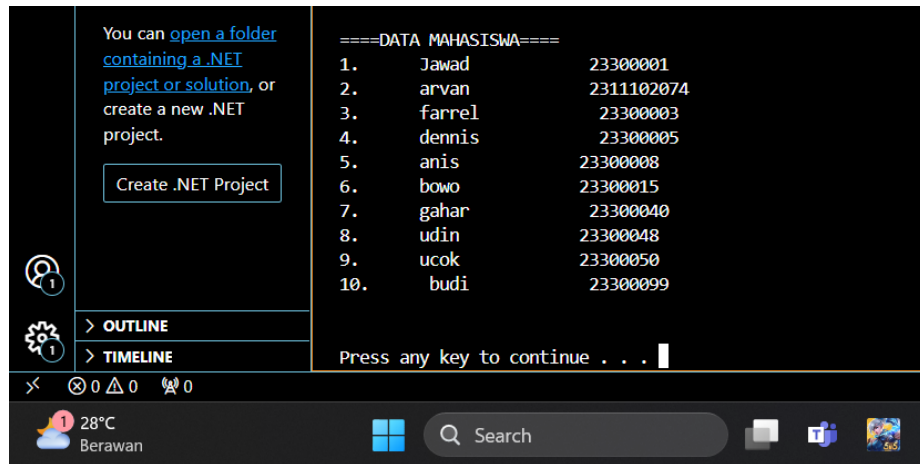 You can open a folder
containing a .NET
project or solution, or
create a new .NET
project.
Create .NET Project
1
1
> OUTLINE
> TIMELINE
====DATA MAHASISWA====
1. Jawad 23300001
2. arvan 2311102074
3. farrel 23300003
4. dennis 23300005
5. anis 23300008
6. bowo 23300015
7. gahar 23300040
8. udin 23300048
9. ucok 23300050
10. budi 23300099
Press any key to continue . . .
0 0 0
1
28°C
Berawan
Search